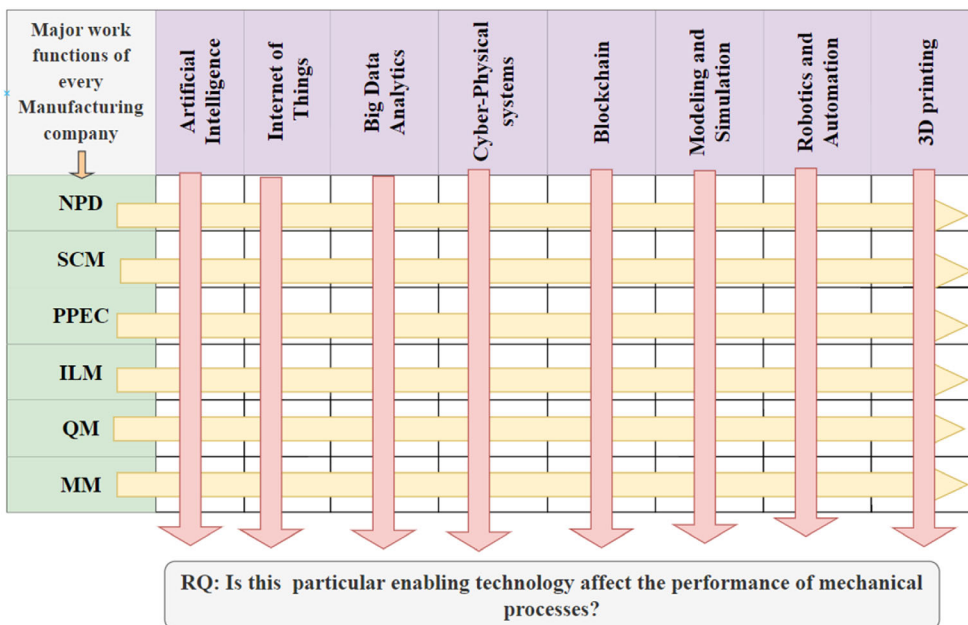 Major work
functions of
every
Manufacturing
company
Artificial
Intelligence
Internet of
Things
Big Data
Analytics
Cyber-Physical
systems
Blockchain
Modeling and
Simulation
Robotics and
Automation
3D printing
NPD
SCM
PPEC
ILM
QM
MM
RQ: Is this particular enabling technology affect the performance of mechanical
processes?